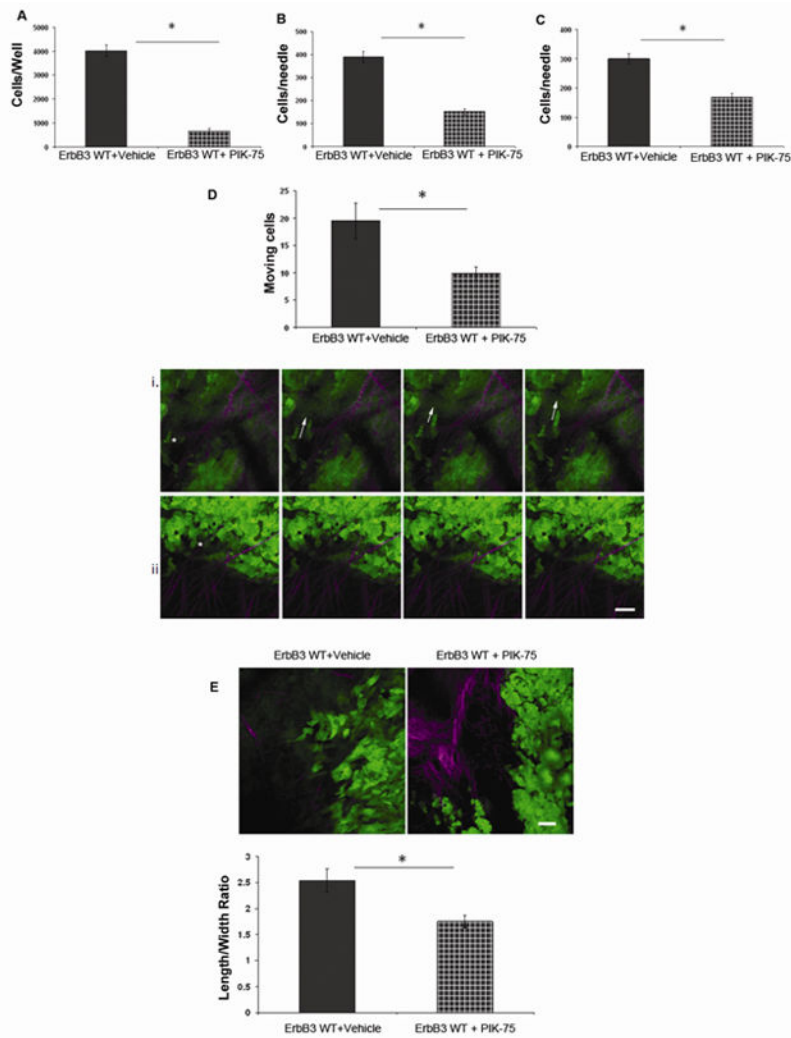 A
*
Cells/Well
5000
4000
3000
2000
1000
0
ErbB3 WT+Vehicle
ErbB3 WT+ PIK-75
B
*
Cells/needle
500
400
300
200
100
0
ErbB3 WT+Vehicle
ErbB3 WT + PIK-75
C
*
Cells/needle
400
300
200
100
0
ErbB3 WT+Vehicle
ErbB3 WT + PIK-75
D
*
Moving cells
25
20
15
10
5
0
ErbB3 WT+Vehicle
ErbB3 WT + PIK-75
i.
*
ii
*
ErbB3 WT+Vehicle
ErbB3 WT + PIK-75
E
*
Length/Width Ratio
3
2.5
2
1.5
1
0.5
0
ErbB3 WT+Vehicle
ErbB3 WT + PIK-75